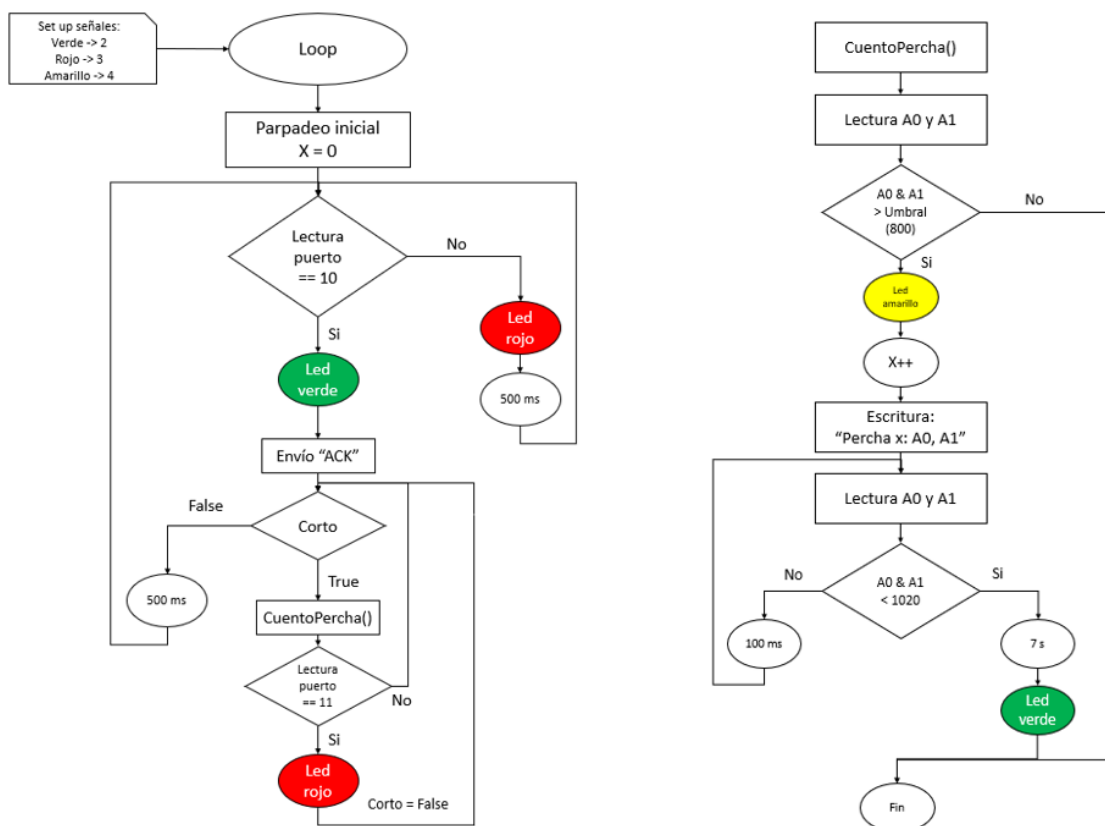 Set up señales:
Verde -> 2
Rojo -> 3
Amarillo -> 4
Loop
Parpadeo inicial
X = 0
Lectura
puerto
== 10
No
Led
rojo
500 ms
Si
Led
verde
Envío “ACK”
Corto
False
500 ms
True
CuentoPercha()
Lectura
puerto
== 11
No
Si
Led
rojo
Corto = False
CuentoPercha()
Lectura A0 y A1
A0 & A1
> Umbral
(800)
No
Si
Led
amarillo
X++
Escritura:
“Percha x: A0, A1”
Lectura A0 y A1
A0 & A1
< 1020
No
Si
100 ms
7 s
Led
verde
Fin